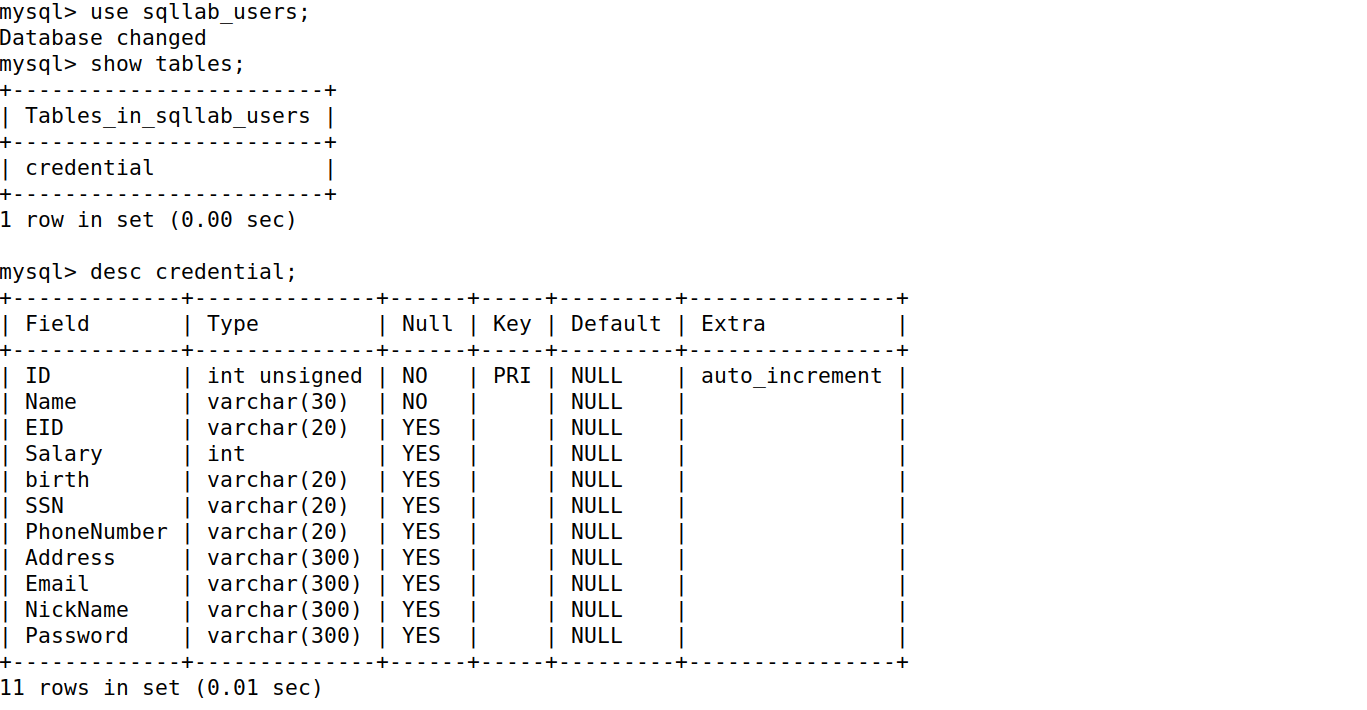 mysql> use sqllab_users;
Database changed
mysql> show tables;
+------------------------+
| Tables_in_sqllab_users |
+------------------------+
| credential             |
+------------------------+
1 row in set (0.00 sec)

mysql> desc credential;
+-------------+--------------+------+-----+---------+----------------+
| Field       | Type         | Null | Key | Default | Extra          |
+-------------+--------------+------+-----+---------+----------------+
| ID          | int unsigned | NO   | PRI | NULL    | auto_increment |
| Name        | varchar(30)  | NO   |     | NULL    |                |
| EID         | varchar(20)  | YES  |     | NULL    |                |
| Salary      | int          | YES  |     | NULL    |                |
| birth       | varchar(20)  | YES  |     | NULL    |                |
| SSN         | varchar(20)  | YES  |     | NULL    |                |
| PhoneNumber | varchar(20)  | YES  |     | NULL    |                |
| Address     | varchar(300) | YES  |     | NULL    |                |
| Email       | varchar(300) | YES  |     | NULL    |                |
| NickName    | varchar(300) | YES  |     | NULL    |                |
| Password    | varchar(300) | YES  |     | NULL    |                |
+-------------+--------------+------+-----+---------+----------------+
11 rows in set (0.01 sec)